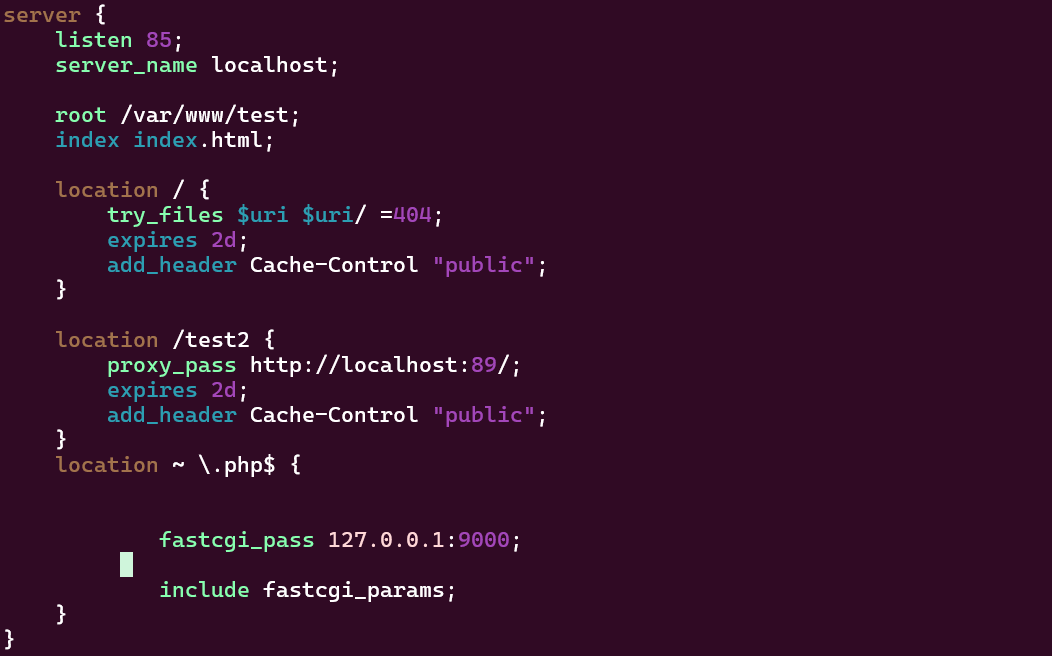 server {
    listen 85;
    server_name localhost;

    root /var/www/test;
    index index.html;

    location / {
        try_files $uri $uri/ =404;
        expires 2d;
        add_header Cache-Control "public";
    }

    location /test2 {
        proxy_pass http://localhost:89/;
        expires 2d;
        add_header Cache-Control "public";
    }
    location ~ \.php$ {


            fastcgi_pass 127.0.0.1:9000;

            include fastcgi_params;
    }
}